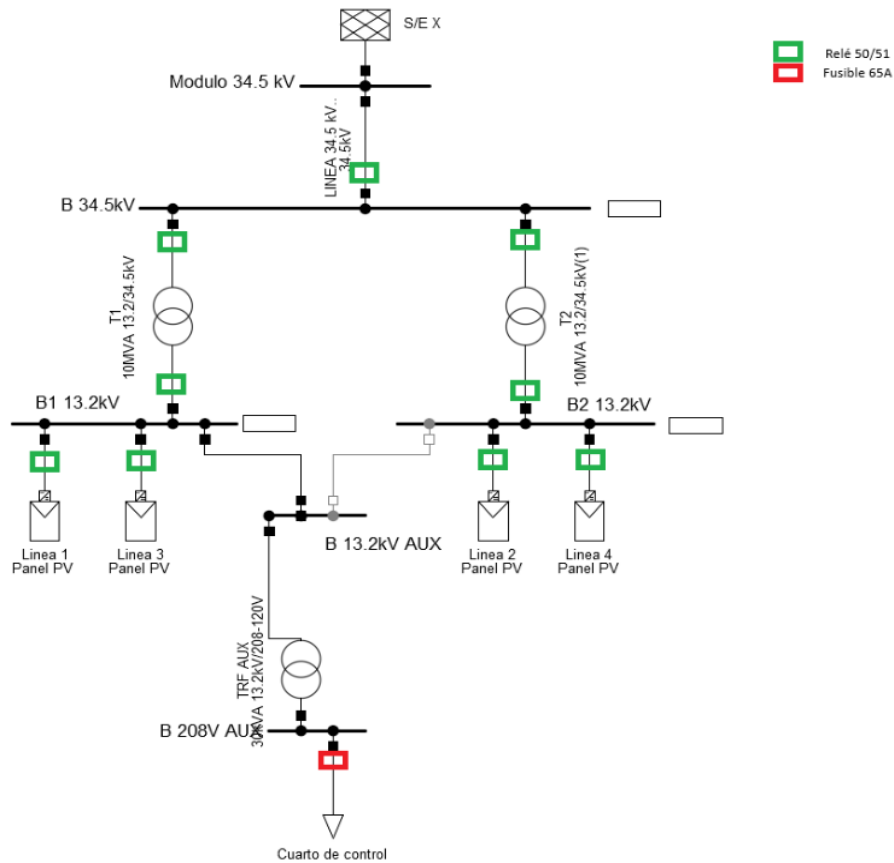 S/E X
Relé 50/51
Fusible 65A
Modulo 34.5 kV
LINEA 34.5 kV..
34.5kV
B 34.5kV
T1
10MVA 13.2/34.5kV
T2
10MVA 13.2/34.5kV(1)
B1 13.2kV
B2 13.2kV
Linea 1
Panel PV
Linea 3
Panel PV
B 13.2kV AUX
Linea 2
Panel PV
Linea 4
Panel PV
TRF AUX
30KVA 13.2kV/208-120V
B 208V AUX
Cuarto de control